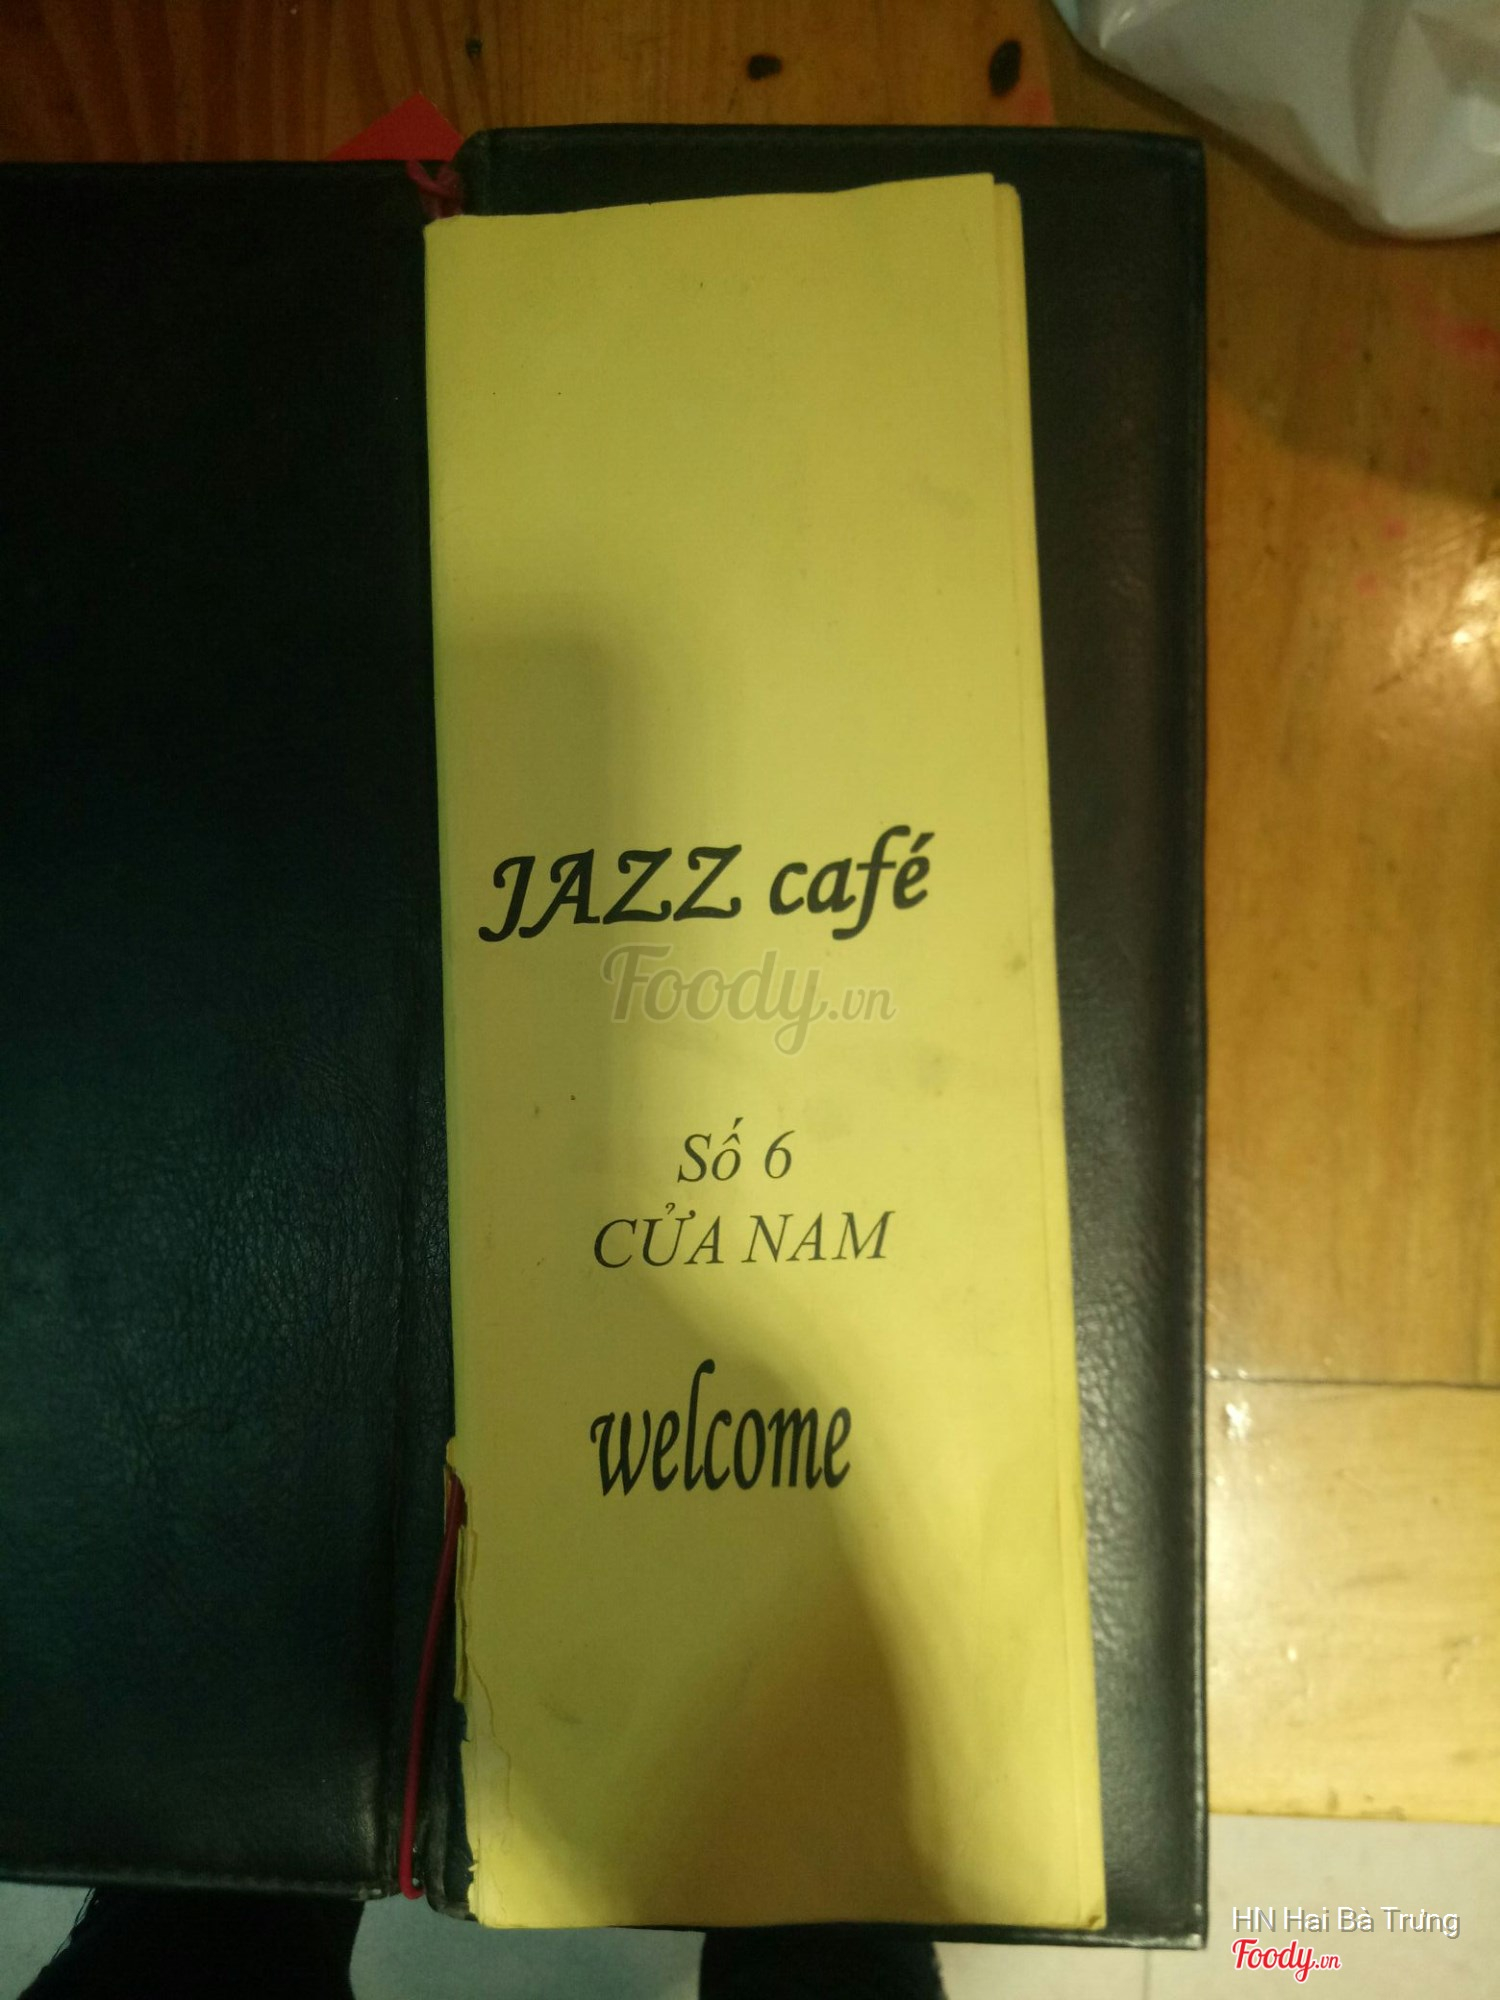 JAZZ café
Foody.vn
Số 6
CỬA NAM
welcome
HN Hai Bà Trưng
Foody.vn